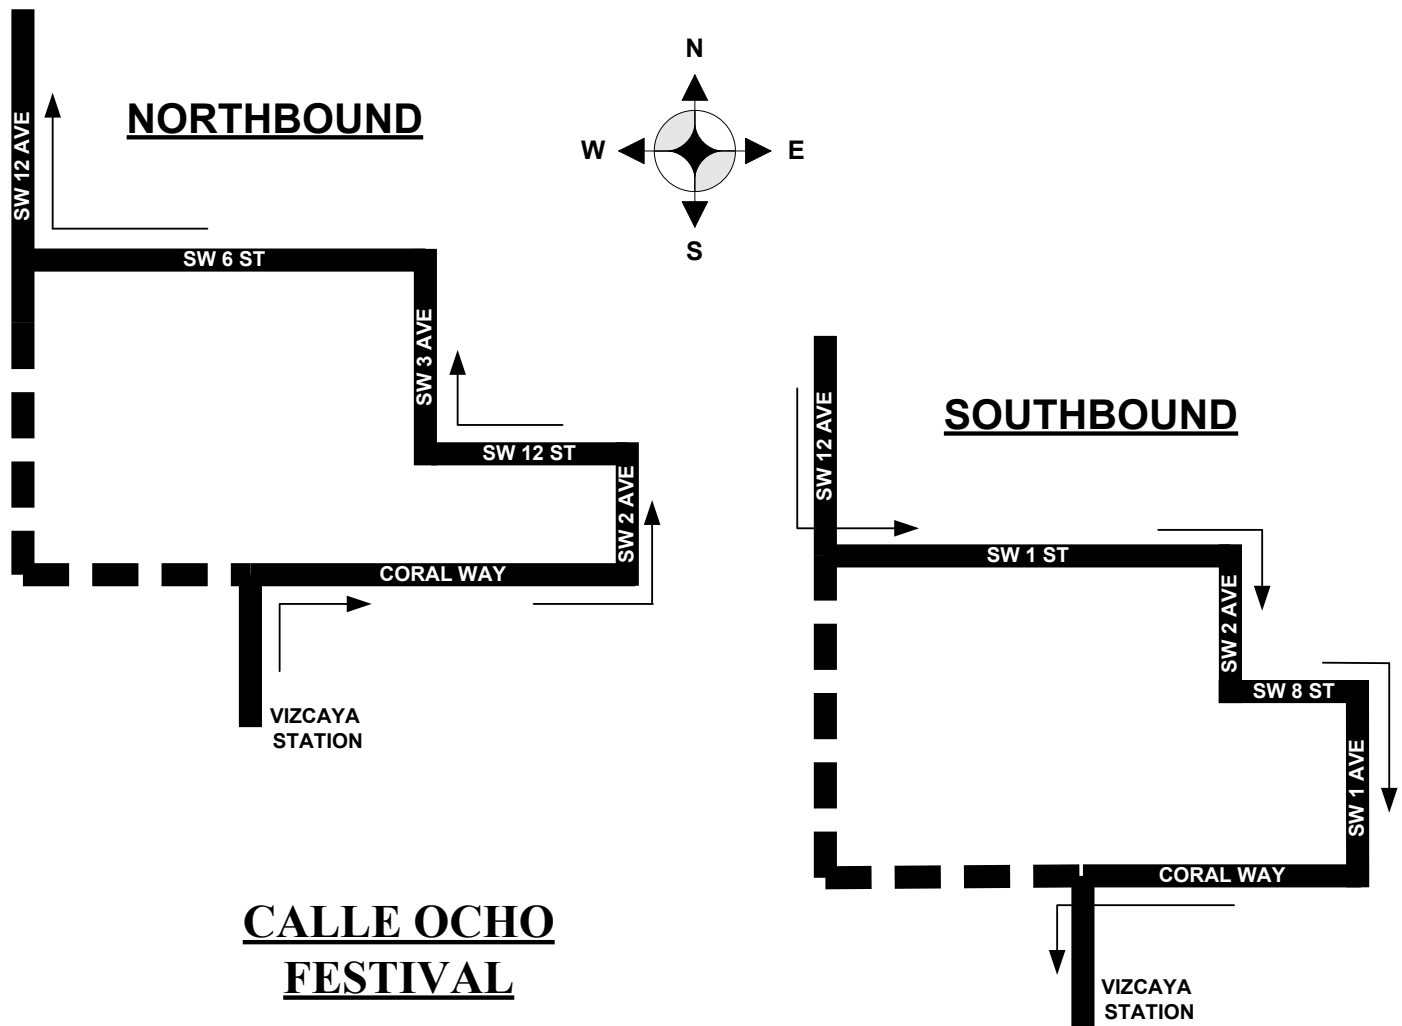 N
NORTHBOUND
W
E
S
SW 12 AVE
SW 6 ST
SW 3 AVE
SW 12 ST
SW 2 AVE
CORAL WAY
VIZCAYA
STATION
SOUTHBOUND
SW 12 AVE
SW 1 ST
SW 2 AVE
SW 8 ST
SW 1 AVE
CORAL WAY
VIZCAYA
STATION
CALLE OCHO
FESTIVAL